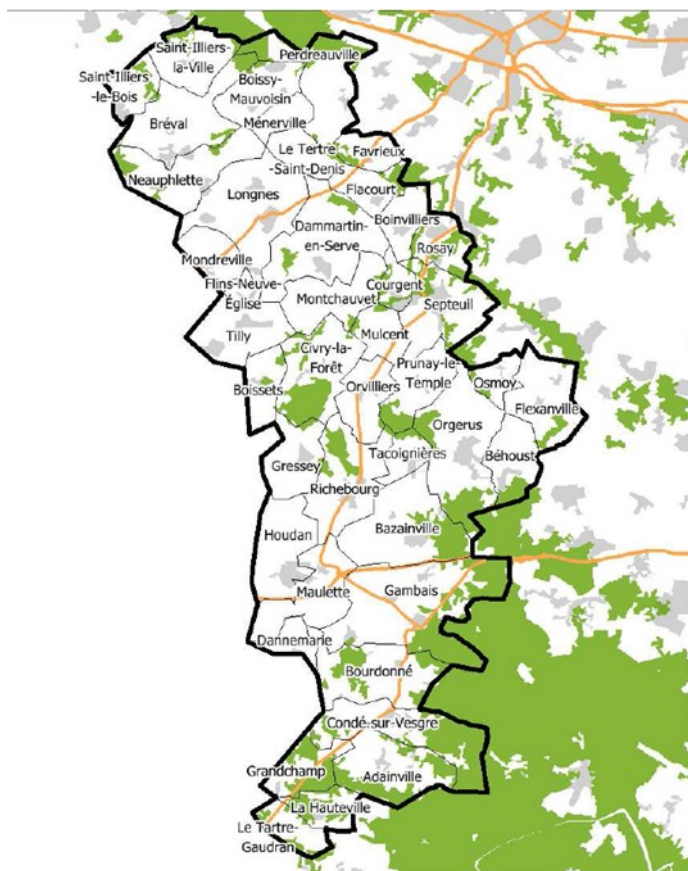 Saint-Illiers-
la-Ville
Perdreauville
Saint-Illiers
-le-Bois
Boissy-
Mauvoisin
Bréval
Ménerville
Le Tertre
-Saint-Denis
Favrieux
Neauphlette
Longnes
Flacourt
Dammartin-
en-Serve
Boinvilliers
Rosay
Mondreville
Flins-Neuve-
Église
Courgent
Montchauvet
Septeuil
Tilly
Mulcent
Civry-la-
Forêt
Prunay-le-
Temple
Boissets
Orvilliers
Osmoy
Flexanville
Orgerus
Tacoignières
Béhoust
Gressey
Richebourg
Bazainville
Houdan
Maulette
Gambais
Dannemarie
Bourdonné
Condé-sur-Vesgre
Grandchamp
Adainville
La Hauteville
Le Tartre-
Gaudran